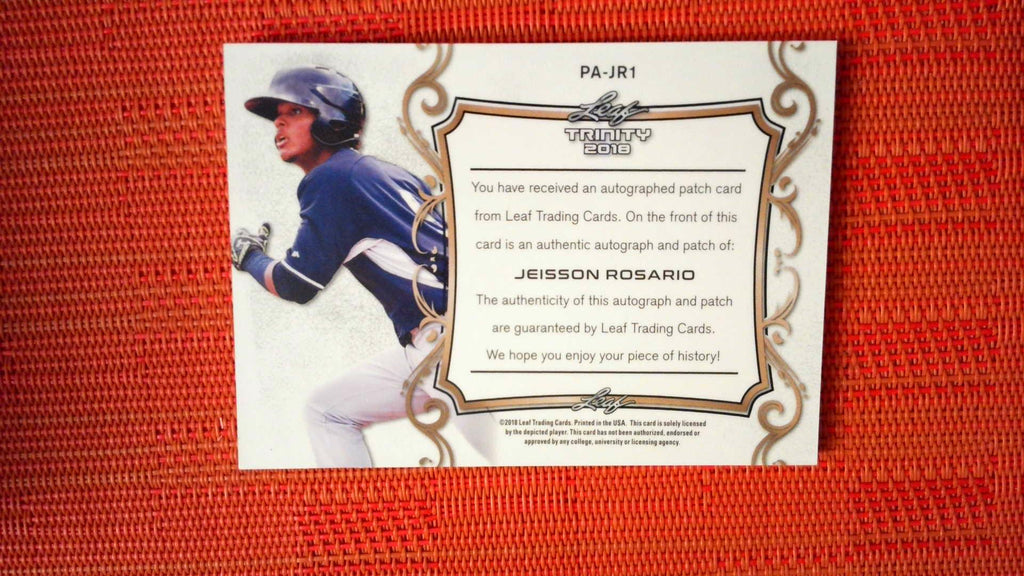 PA-JR1
Leaf
TRINITY
2018
You have received an autographed patch card
from Leaf Trading Cards. On the front of this
card is an authentic autograph and patch of:
JEISSON ROSARIO
The authenticity of this autograph and patch
are guaranteed by Leaf Trading Cards.
We hope you enjoy your piece of history!
Leaf
©2018 Leaf Trading Cards. Printed in the USA. This card is solely licensed
by the depicted player. This card has not been authorized, endorsed or
approved by any college, university or licensing agency.